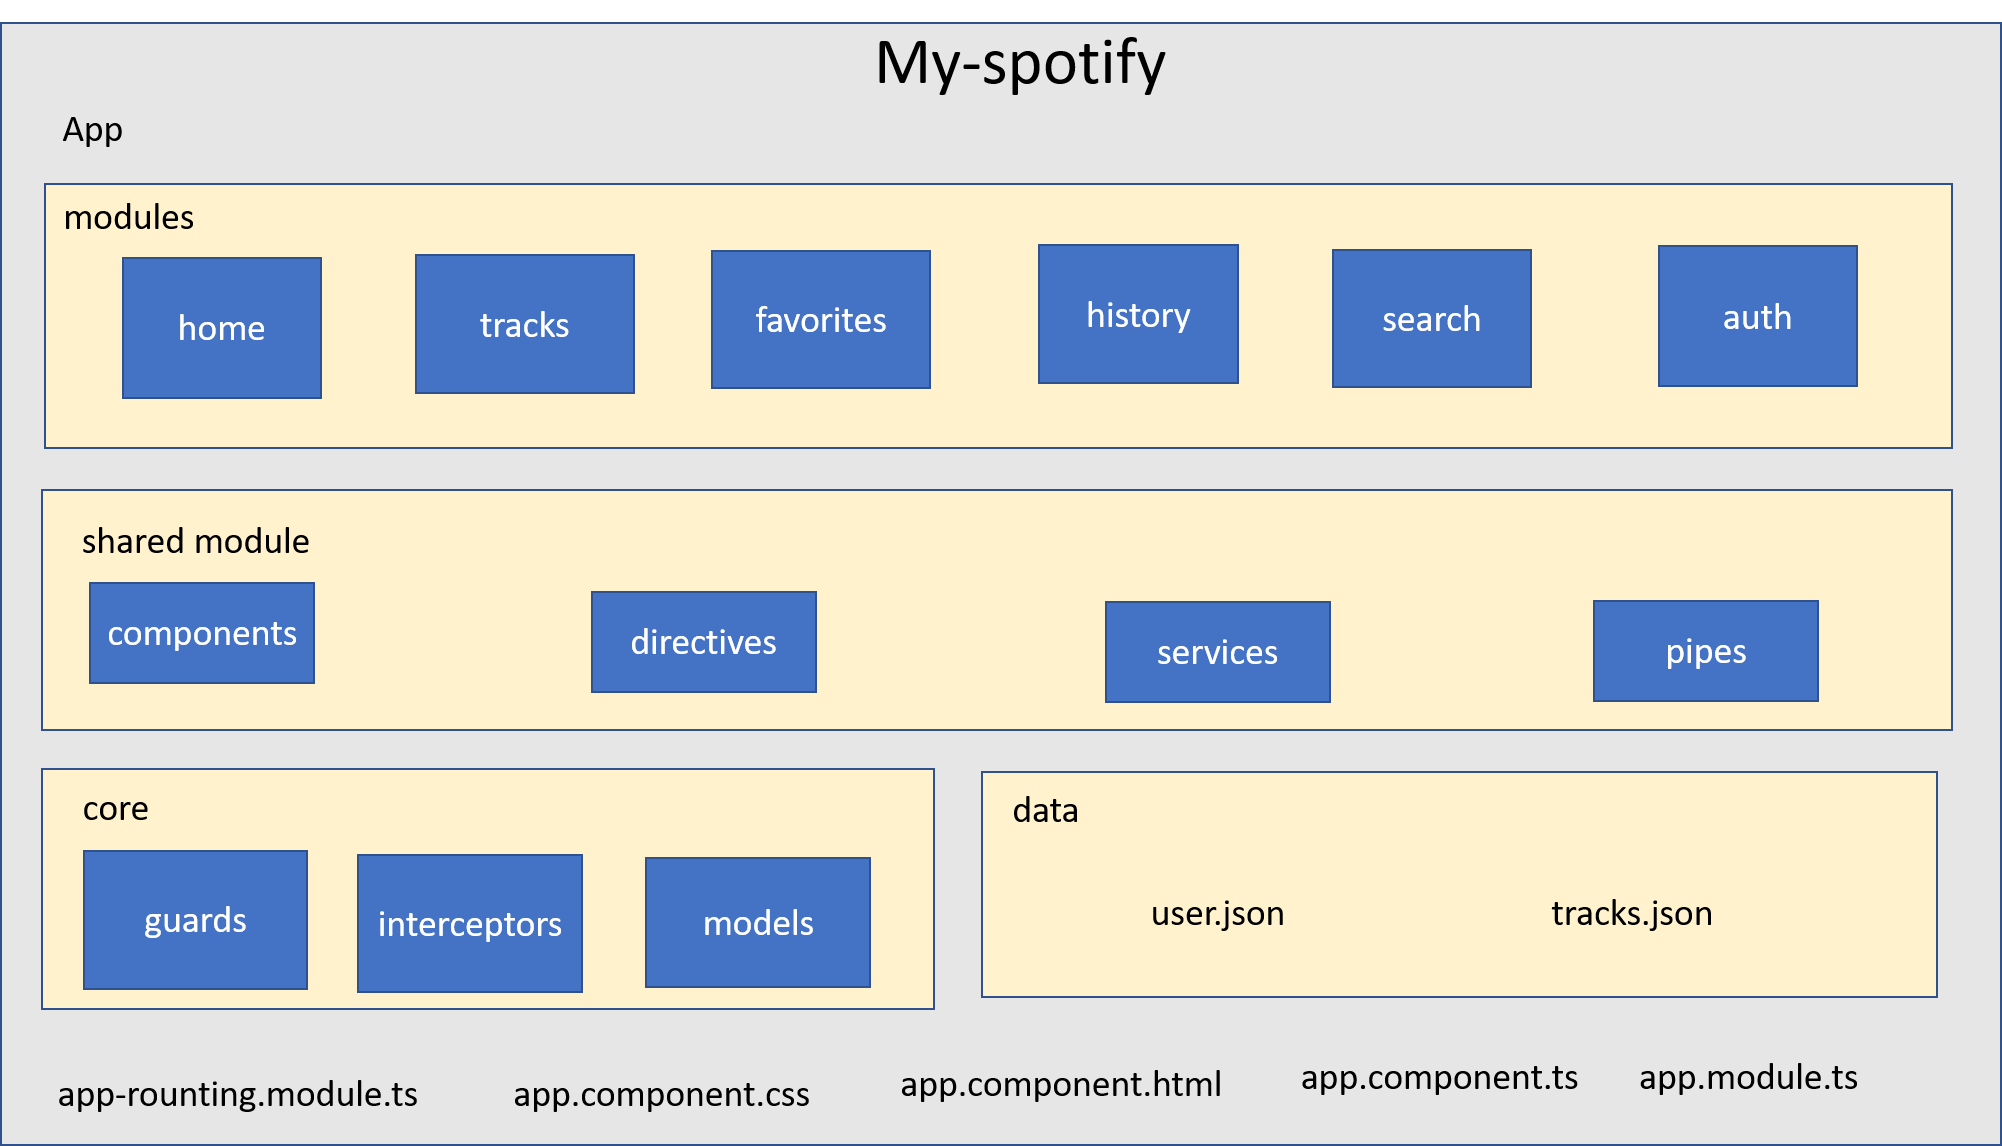 My-spotify
App
modules
home
tracks
favorites
history
search
auth
shared module
components
directives
services
pipes
core
guards
interceptors
models
data
user.json
tracks.json
app-rounting.module.ts
app.component.css
app.component.html
app.component.ts
app.module.ts